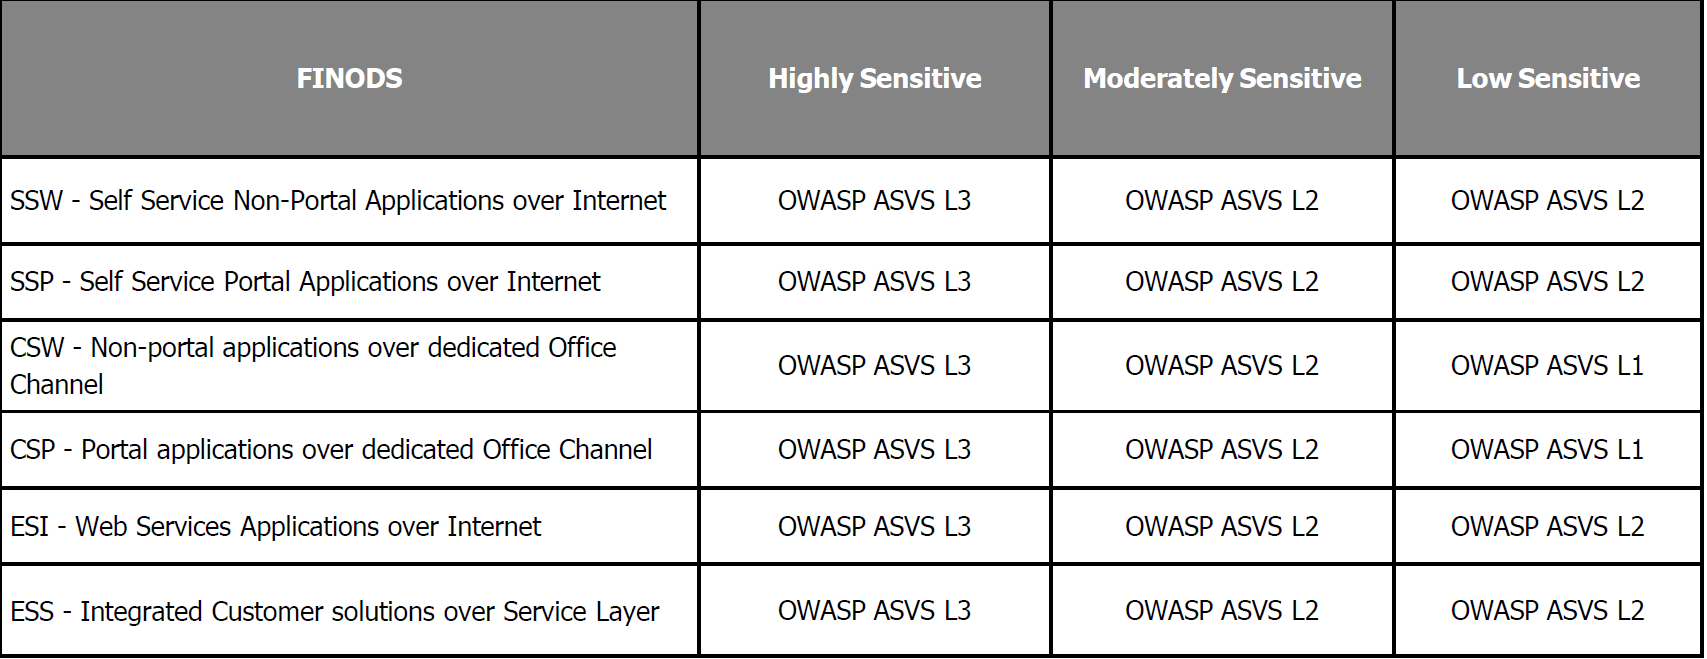 FINODS Highly Sensitive Moderately Sensitive Low Sensitive
SSW - Self Service Non-Portal Applications over Internet OWASP ASVS L3 OWASP ASVS L2 OWASP ASVS L2
SSP - Self Service Portal Applications over Internet OWASP ASVS L3 OWASP ASVS L2 OWASP ASVS L2
CSW - Non-portal applications over dedicated Office
Channel OWASP ASVS L3 OWASP ASVS L2 OWASP ASVS L1
CSP - Portal applications over dedicated Office Channel OWASP ASVS L3 OWASP ASVS L2 OWASP ASVS L1
ESI - Web Services Applications over Internet OWASP ASVS L3 OWASP ASVS L2 OWASP ASVS L2
ESS - Integrated Customer solutions over Service Layer OWASP ASVS L3 OWASP ASVS L2 OWASP ASVS L2